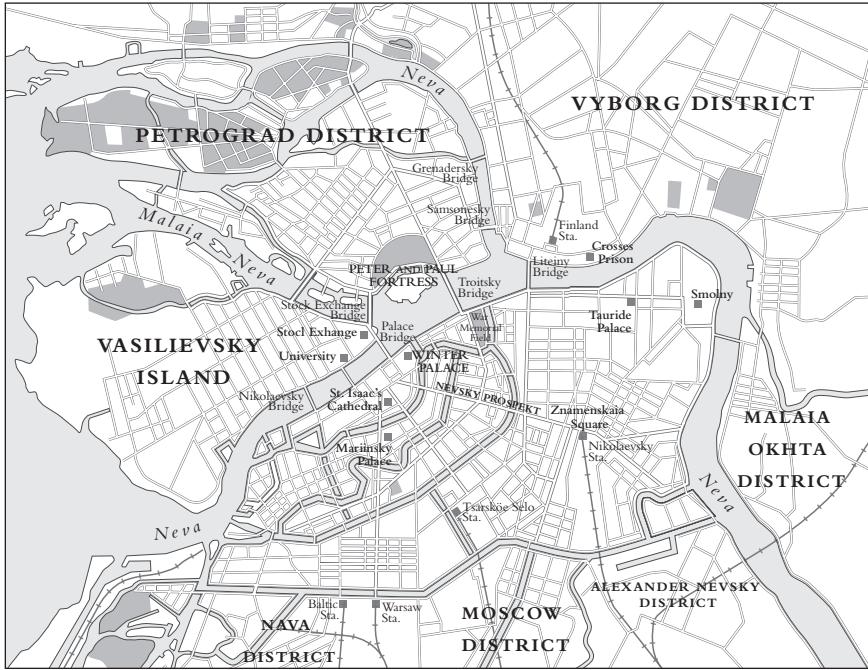 Neva
VYBORG DISTRICT
PETROGRAD DISTRICT
Grenadersky
Bridge
Samsonesky
Bridge
Malaia
Neva
Finland
Sta.
Crosses
Prison
Liteiny
Bridge
PETER AND PAUL
FORTRESS
Troitsky
Bridge
Smolny
Stock Exchange
Bridge
Tauride
Palace
War
Memorial
Field
Stocl Exhange
Palace
Bridge
VASILIEVSKY
ISLAND
University
WINTER
PALACE
Nikolaevsky
Bridge
St. Isaac's
Cathedral
NEVSKY PROSPEKT
Znamenskaia
Square
MALAIA
OKHTA
DISTRICT
Mariinsky
Palace
Nikolaevsky
Sta.
Neva
Tsarsköe Selo
Sta.
Neva
ALEXANDER NEVSKY
DISTRICT
Baltic
Sta.
Warsaw
Sta.
MOSCOW
DISTRICT
NAVA
DISTRICT